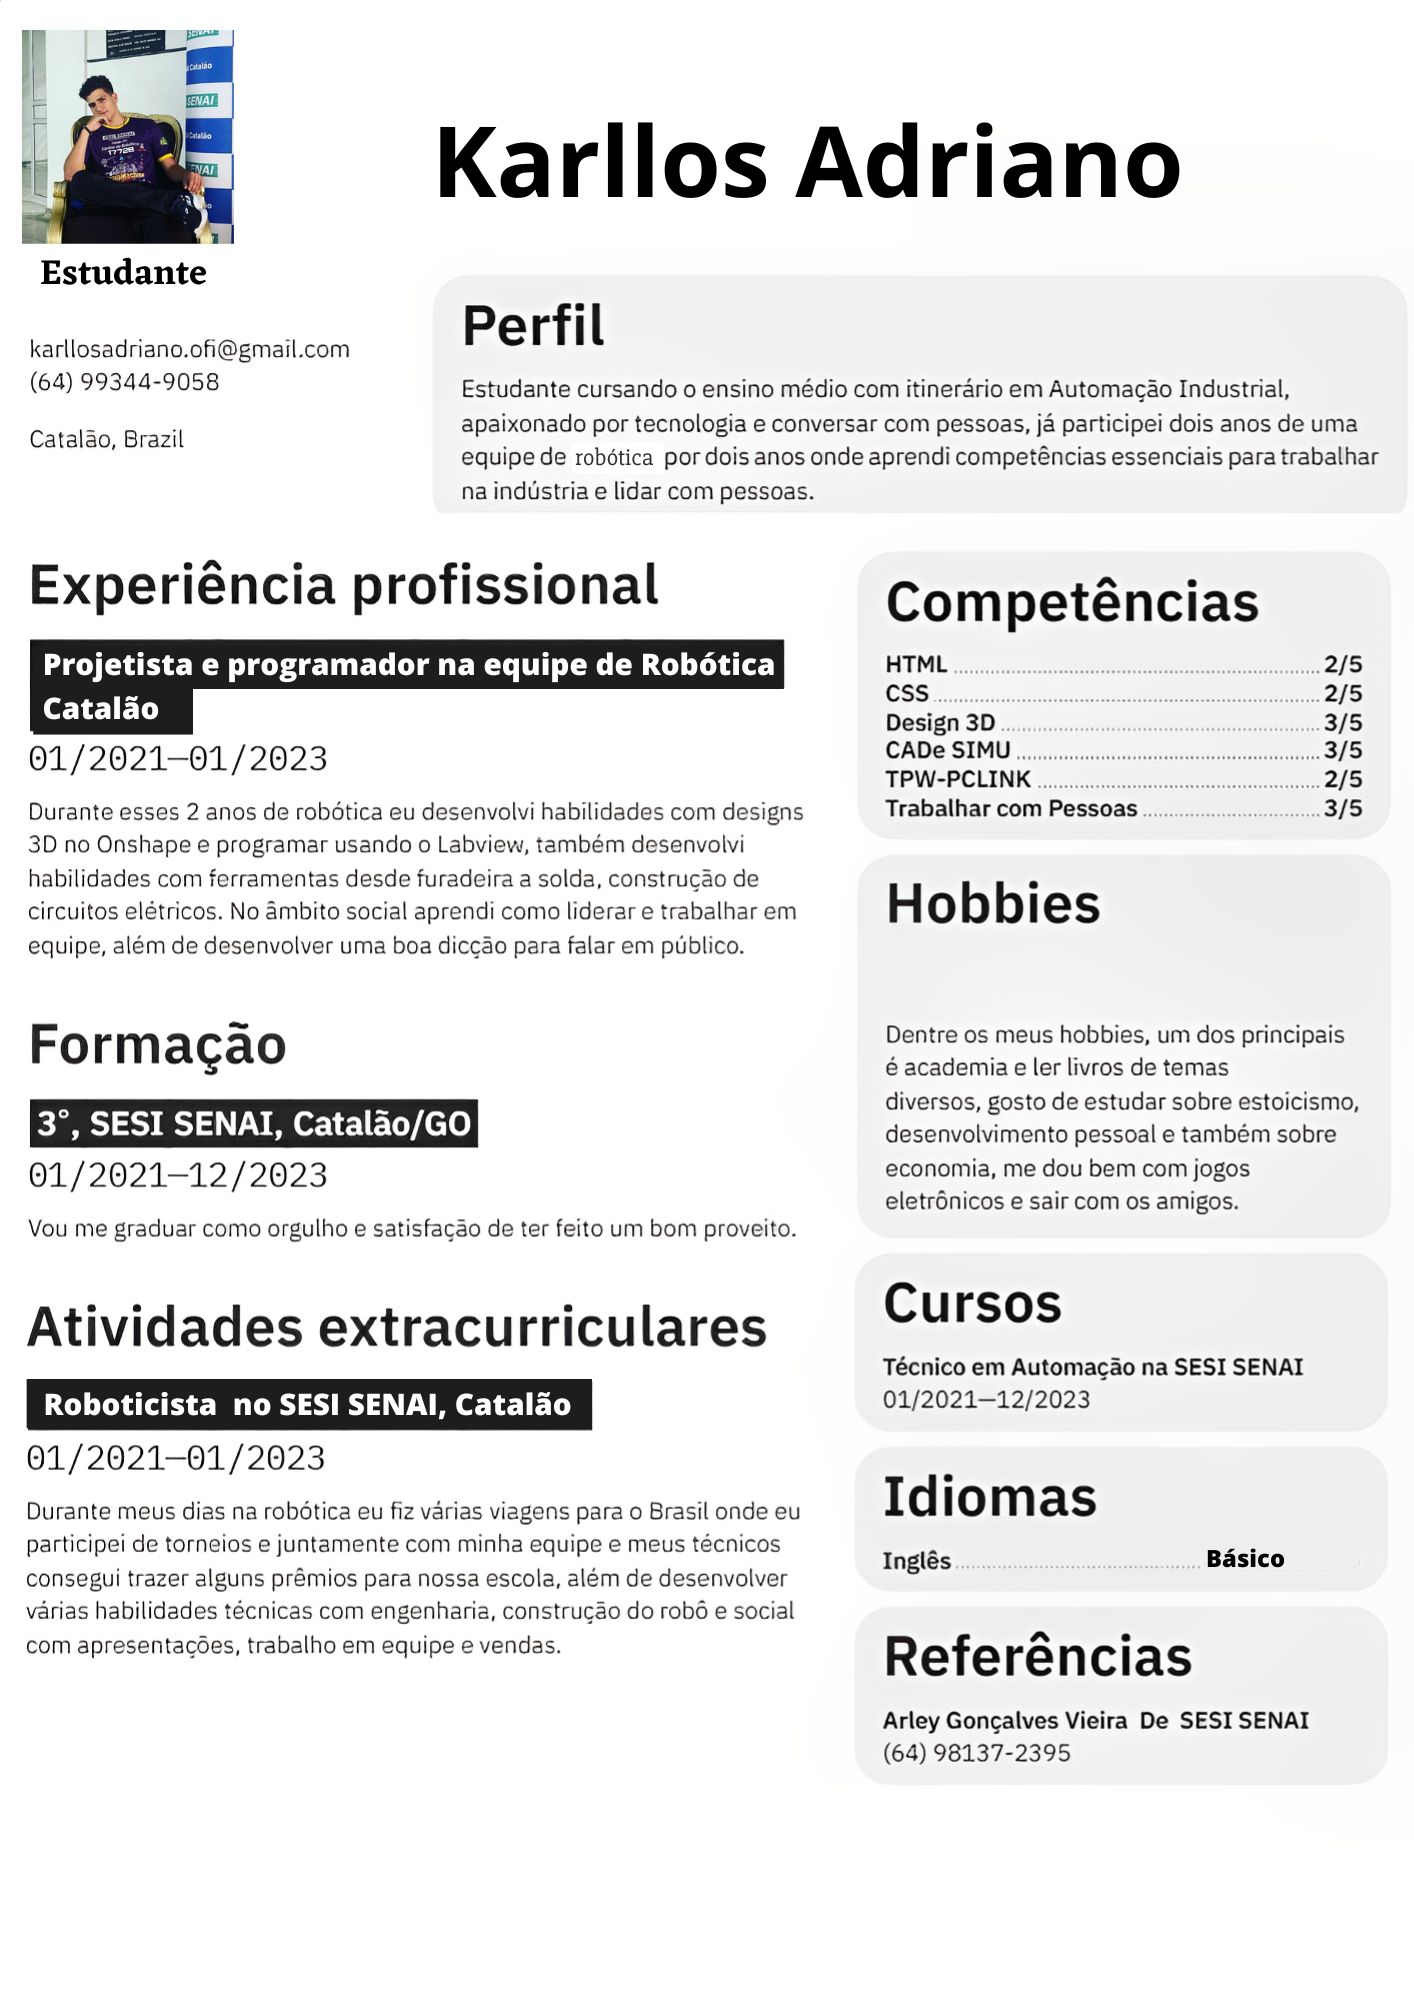 SENAI
Catalão
SENAI
Catalão
17728
Karllos Adriano
Estudante
karllosadriano.ofi@gmail.com
(64) 99344-9058
Catalão, Brazil
Perfil
Estudante cursando o ensino médio com itinerário em Automação Industrial,
apaixonado por tecnologia e conversar com pessoas, já participei dois anos de uma
equipe de robótica por dois anos onde aprendi competências essenciais para trabalhar
na indústria e lidar com pessoas.
Experiência profissional
Projetista e programador na equipe de Robótica
Catalão
01/2021—01/2023
Durante esses 2 anos de robótica eu desenvolvi habilidades com designs
3D no Onshape e programar usando o Labview, também desenvolvi
habilidades com ferramentas desde furadeira a solda, construção de
circuitos elétricos. No âmbito social aprendi como liderar e trabalhar em
equipe, além de desenvolver uma boa dicção para falar em público.
Formação
3°, SESI SENAI, Catalão/GO
01/2021—12/2023
Vou me graduar como orgulho e satisfação de ter feito um bom proveito.
Atividades extracurriculares
Roboticista no SESI SENAI, Catalão
01/2021—01/2023
Durante meus dias na robótica eu fiz várias viagens para o Brasil onde eu
participei de torneios e juntamente com minha equipe e meus técnicos
consegui trazer alguns prêmios para nossa escola, além de desenvolver
várias habilidades técnicas com engenharia, construção do robô e social
com apresentações, trabalho em equipe e vendas.
Competências
HTML 2/5
CSS 2/5
Design 3D 3/5
CADe SIMU 3/5
TPW-PCLINK 2/5
Trabalhar com Pessoas 3/5
Hobbies
Dentre os meus hobbies, um dos principais
é academia e ler livros de temas
diversos, gosto de estudar sobre estoicismo,
desenvolvimento pessoal e também sobre
economia, me dou bem com jogos
eletrônicos e sair com os amigos.
Cursos
Técnico em Automação na SESI SENAI
01/2021—12/2023
Idiomas
Inglês Básico
Referências
Arley Gonçalves Vieira De SESI SENAI
(64) 98137-2395